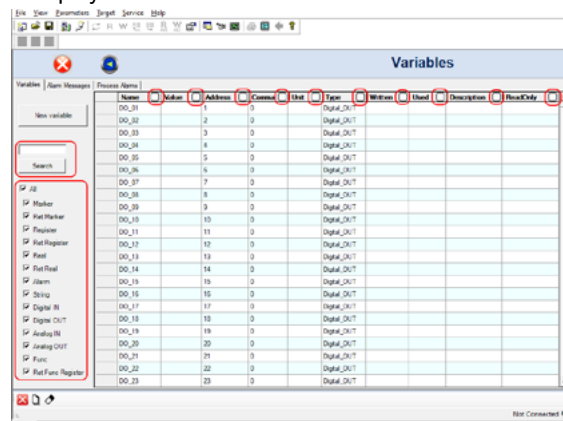 File View Parameters Target Service Help
Variables
Variables Alarm Messages Process Alarms
Name Value Address Comma Unit Type Written Used Description ReadOnly
New variable
Search
All
Marker
Ret Marker
Register
Ret Register
Real
Ret Real
Alarm
String
Digital IN
Digital OUT
Analog IN
Analog OUT
Func
Ret Func Register
DO_01 1 0 Digital_OUT
DO_02 2 0 Digital_OUT
DO_03 3 0 Digital_OUT
DO_04 4 0 Digital_OUT
DO_05 5 0 Digital_OUT
DO_06 6 0 Digital_OUT
DO_07 7 0 Digital_OUT
DO_08 8 0 Digital_OUT
DO_09 9 0 Digital_OUT
DO_10 10 0 Digital_OUT
DO_11 11 0 Digital_OUT
DO_12 12 0 Digital_OUT
DO_13 13 0 Digital_OUT
DO_14 14 0 Digital_OUT
DO_15 15 0 Digital_OUT
DO_16 16 0 Digital_OUT
DO_17 17 0 Digital_OUT
DO_18 18 0 Digital_OUT
DO_19 19 0 Digital_OUT
DO_20 20 0 Digital_OUT
DO_21 21 0 Digital_OUT
DO_22 22 0 Digital_OUT
DO_23 23 0 Digital_OUT
Not Connected